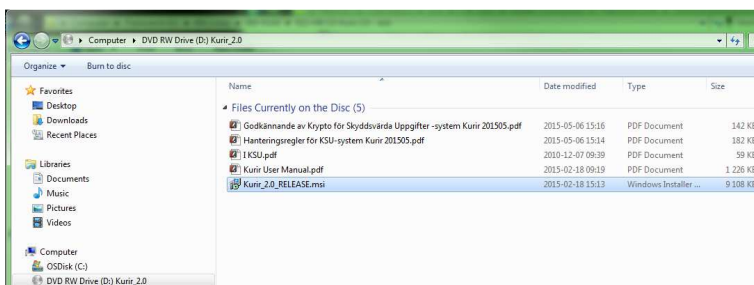 Computer ▸ DVD RW Drive (D:) Kurir_2.0
Organize ▾ Burn to disc
Name Date modified Type Size
Favorites
Desktop
Downloads
Recent Places
Libraries
Documents
Music
Pictures
Videos
Computer
OSDisk (C:)
DVD RW Drive (D:) Kurir_2.0
Files Currently on the Disc (5)
Godkännande av Krypto för Skyddsvärda Uppgifter -system Kurir 201505.pdf 2015-05-06 15:16 PDF Document 142 KB
Hanteringsregler för KSU-system Kurir 201505.pdf 2015-05-06 15:14 PDF Document 182 KB
I KSU.pdf 2010-12-07 09:39 PDF Document 59 KB
Kurir User Manual.pdf 2015-02-18 09:19 PDF Document 1 226 KB
Kurir_2.0_RELEASE.msi 2015-02-18 15:13 Windows Installer ... 9 108 KB